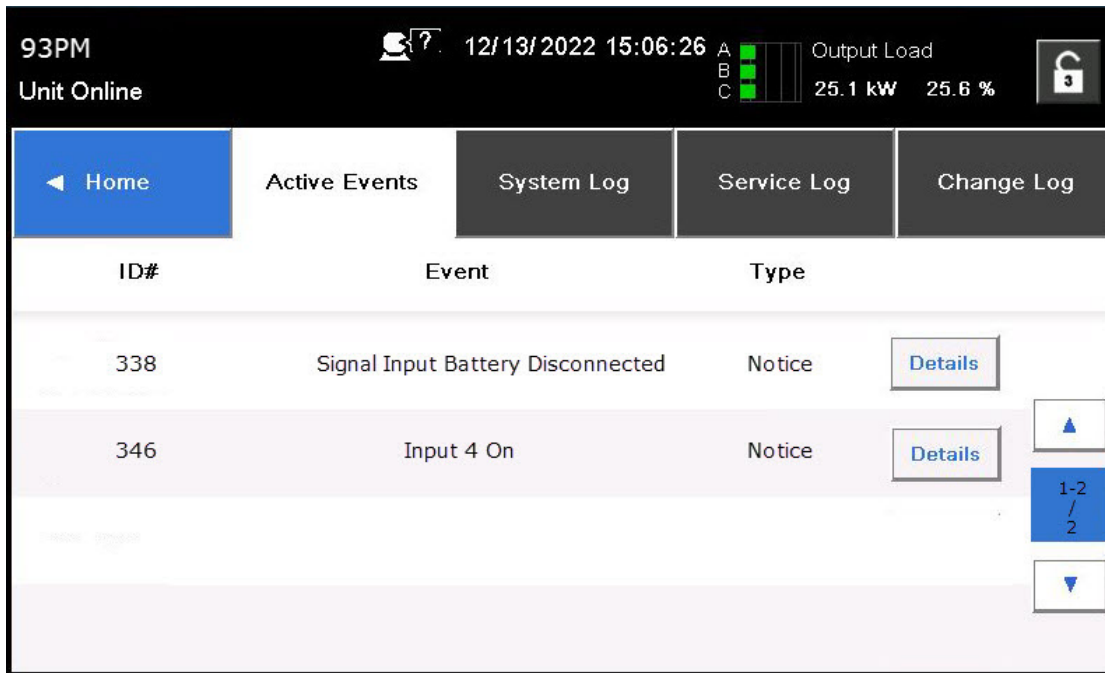 93PM
?
12/13/2022 15:06:26
A
B
C
Output Load
25.1 kW 25.6 %
3
Unit Online
◀ Home
Active Events
System Log
Service Log
Change Log
ID# Event Type
338 Signal Input Battery Disconnected Notice Details
346 Input 4 On Notice Details
▲
1-2
/
2
▼